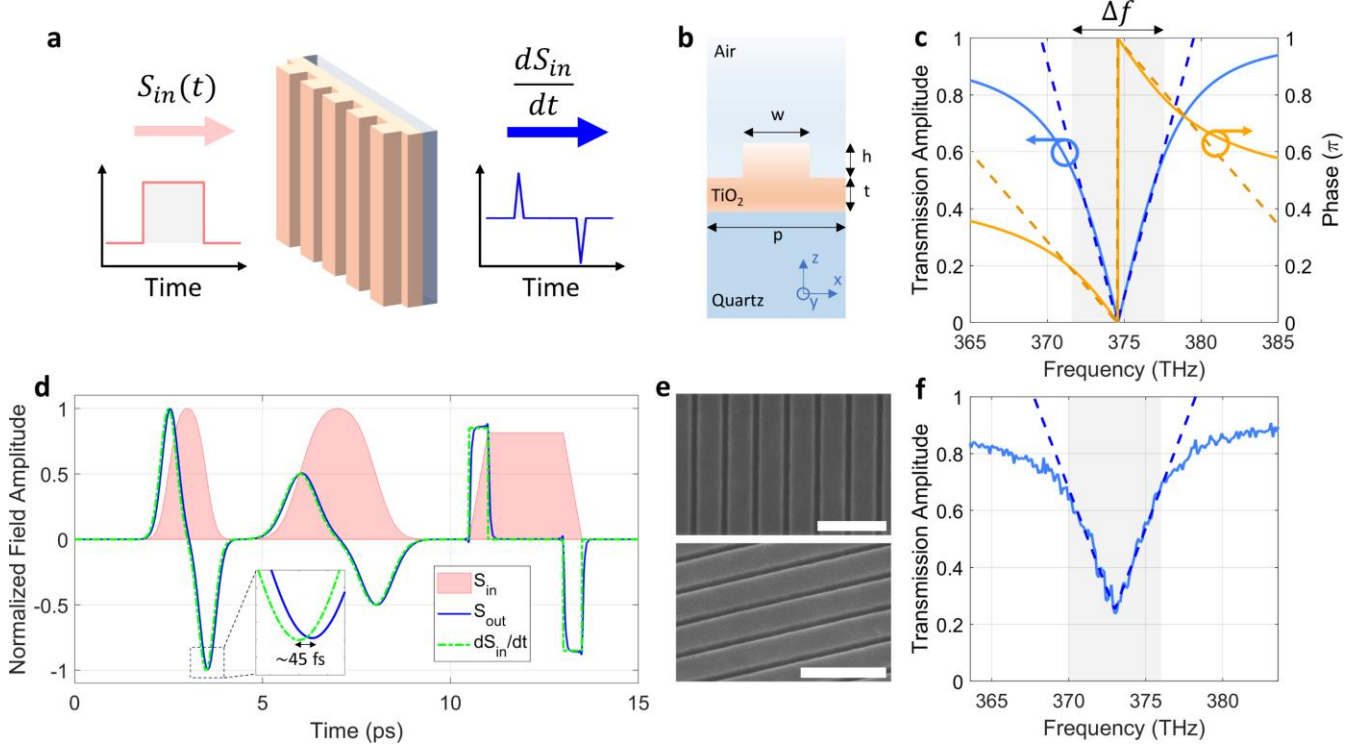 a
S_in(t)
dS_in
dt
Time
Time
b
Air
w
h
TiO2
t
p
z
x
y
Quartz
c
Δf
Transmission Amplitude
1
0.8
0.6
0.4
0.2
0
1
0.8
0.6
0.4
0.2
0
Phase (π)
365 370 375 380 385
Frequency (THz)
d
Normalized Field Amplitude
1
0.5
0
-0.5
-1
~45 fs
S_in
S_out
dS_in/dt
0 5 10 15
Time (ps)
e
f
Transmission Amplitude
1
0.8
0.6
0.4
0.2
0
365 370 375 380
Frequency (THz)